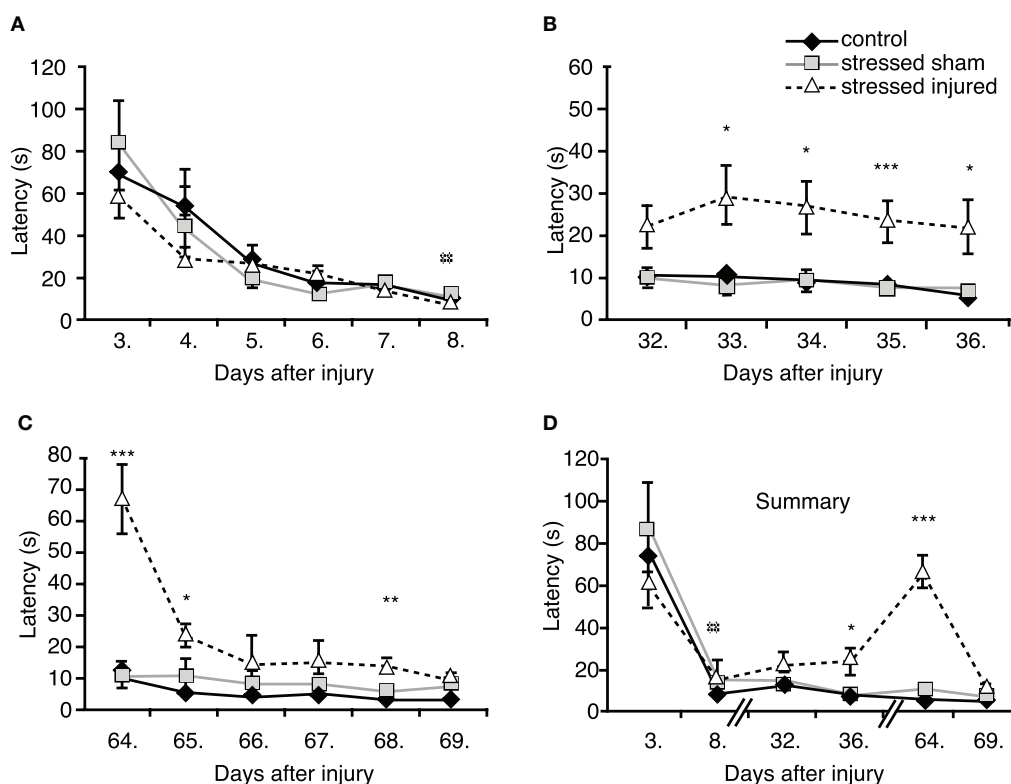 A
B
control
stressed sham
stressed injured
120
100
80
60
40
20
0
Latency (s)
3. 4. 5. 6. 7. 8.
Days after injury
※
60
50
40
30
20
10
0
Latency (s)
* * *** *
32. 33. 34. 35. 36.
Days after injury
C
80
70
60
50
40
30
20
10
0
Latency (s)
*** * **
64. 65. 66. 67. 68. 69.
Days after injury
D
120
100
80
60
40
20
0
Latency (s)
Summary
※ * ***
3. 8. 32. 36. 64. 69.
Days after injury